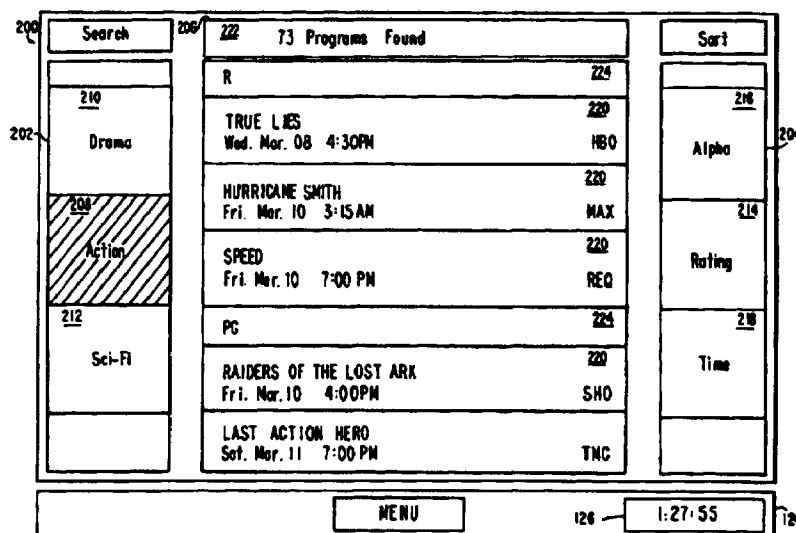 200
Search
206
222
73 Programs Found
Sort
R
224
210
Drama
202
TRUE LIES
220
Wed. Mar. 08 4:30PM
HBO
216
Alpha
208
Action
HURRICANE SMITH
220
Fri. Mar. 10 3:15AM
MAX
214
Rating
SPEED
220
Fri. Mar. 10 7:00 PM
REQ
212
Sci-Fi
PG
224
218
Time
RAIDERS OF THE LOST ARK
220
Fri. Mar. 10 4:00PM
SHO
LAST ACTION HERO
Sat. Mar. 11 7:00 PM
TMC
MENU
126
1:27:55